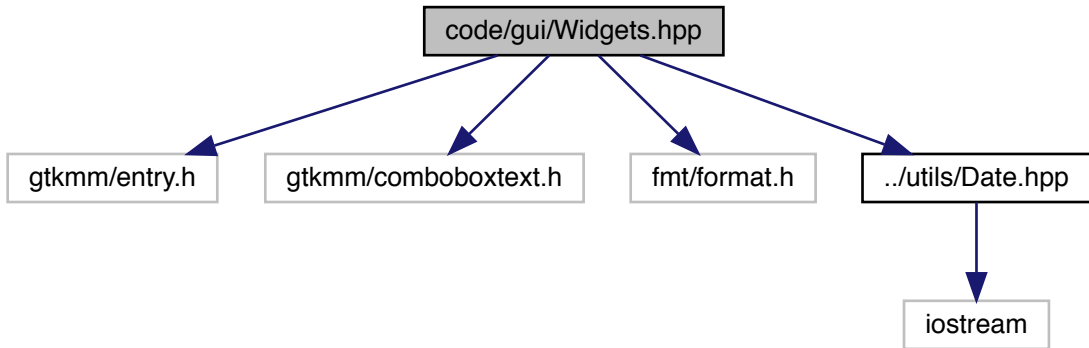 code/gui/Widgets.hpp
gtkmm/entry.h
gtkmm/comboboxtext.h
fmt/format.h
../utils/Date.hpp
iostream